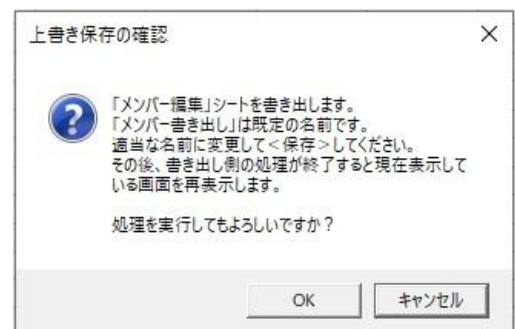 上書き保存の確認
「メンバー編集」シートを書き出します。
「メンバー書き出し」は既定の名前です。
適当な名前に変更して<保存>してください。
その後、書き出し側の処理が終了すると現在表示して
いる画面を再表示します。
処理を実行してもよろしいですか？
OK
キャンセル